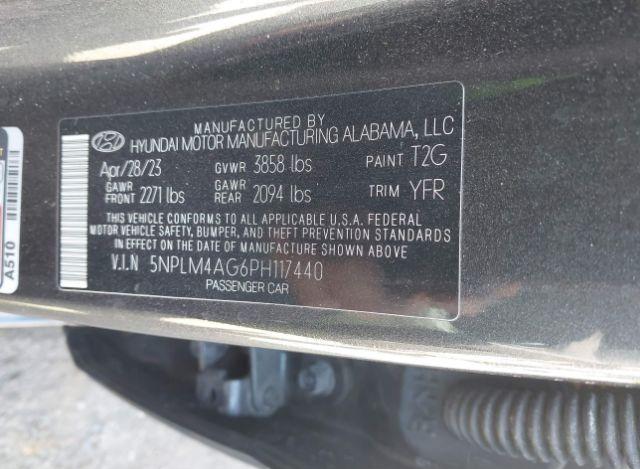 MANUFACTURED BY
HYUNDAI MOTOR MANUFACTURING ALABAMA, LLC
Apr/28/23 GVWR 3858 lbs PAINT T2G
GAWR FRONT 2271 lbs GAWR REAR 2094 lbs TRIM YFR
THIS VEHICLE CONFORMS TO ALL APPLICABLE U.S.A. FEDERAL
MOTOR VEHICLE SAFETY, BUMPER, AND THEFT PREVENTION STANDARDS
IN EFFECT ON THE DATE OF MANUFACTURE SHOWN ABOVE.
V.I.N 5NPLM4AG6PH117440
PASSENGER CAR
A510